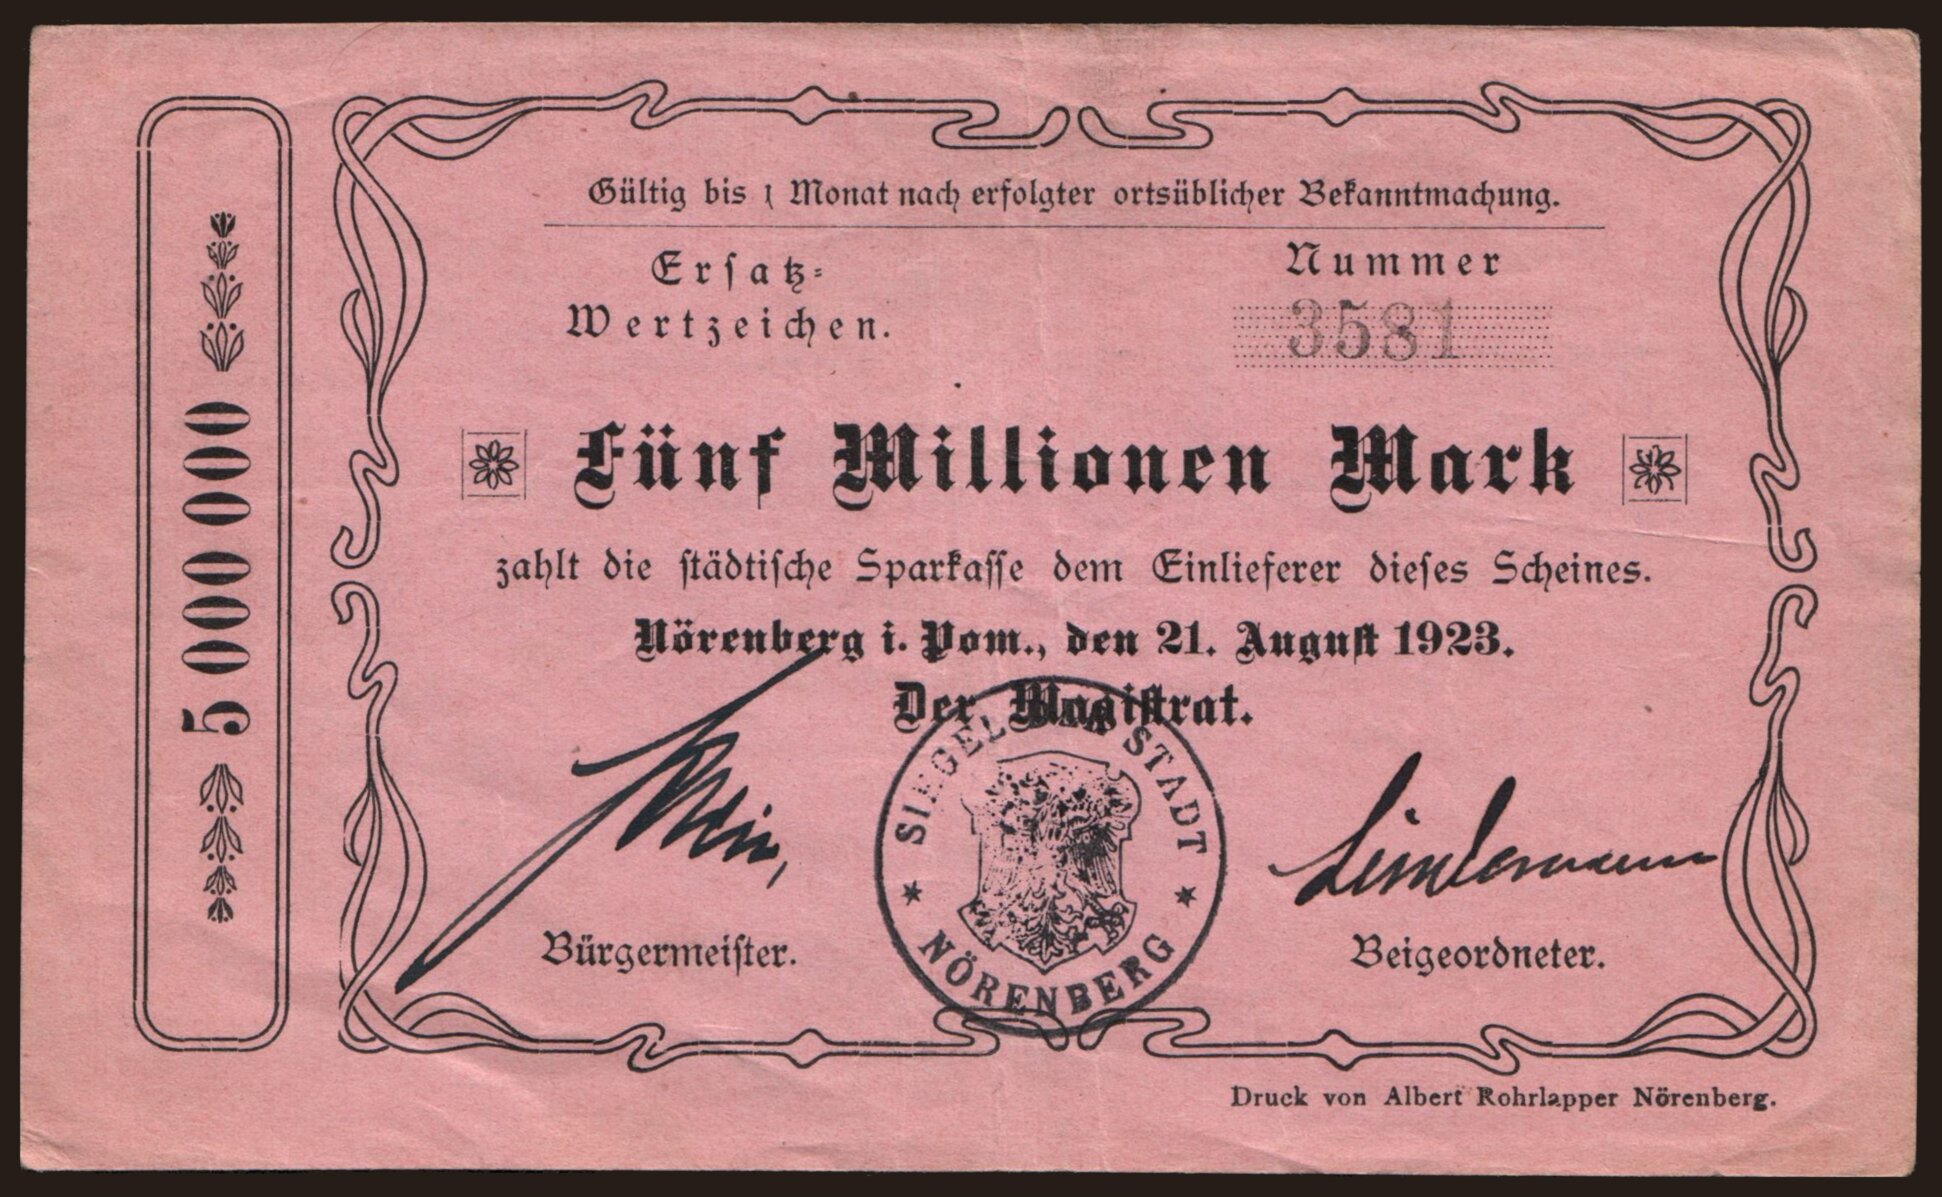 5 000 000
Gültig bis 1 Monat nach erfolgter ortsüblicher Bekanntmachung.
Ersatz-
Wertzeichen.
Nummer
3581
Fünf Millionen Mark
zahlt die städtische Sparkasse dem Einlieferer dieses Scheines.
Nörenberg i. Pom., den 21. August 1923.
Der Magistrat.
SIEGEL DER STADT
NÖRENBERG
Lindemann
Bürgermeister.
Beigeordneter.
Druck von Albert Rohrlapper Nörenberg.